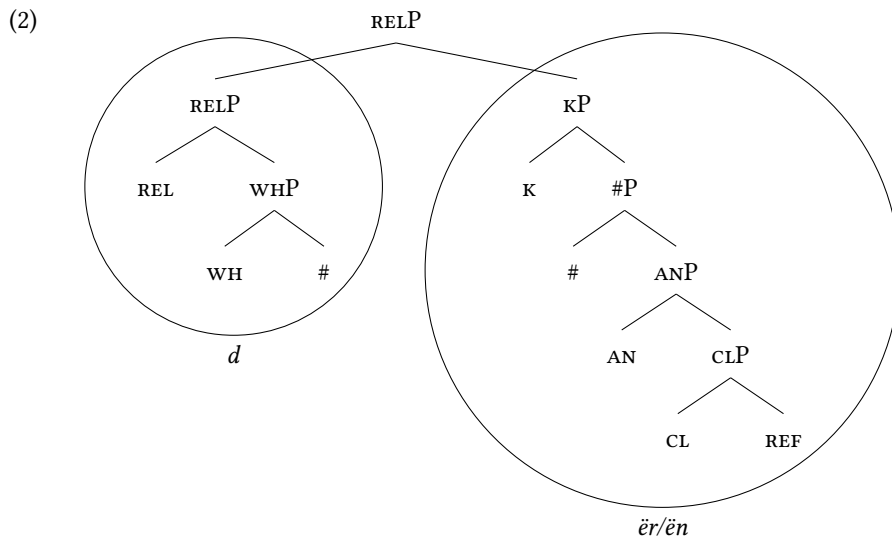 (2)
RELP
RELP KP
REL WHP K #P
WH # # ANP
d AN CLP
CL REF
ër/ën